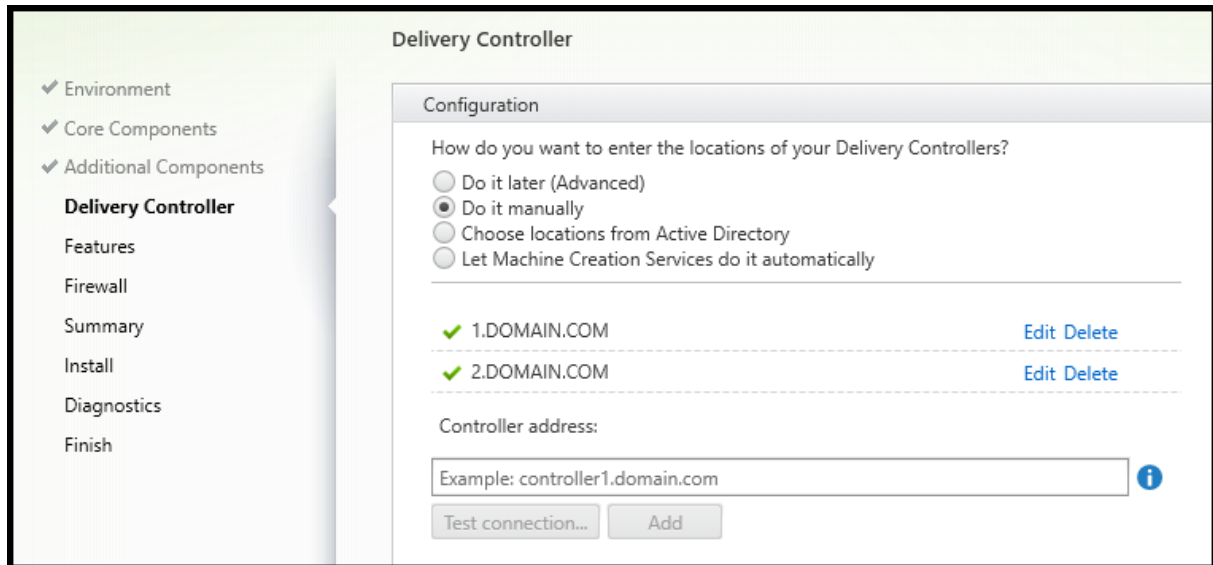 Delivery Controller
Environment
Core Components
Additional Components
Delivery Controller
Features
Firewall
Summary
Install
Diagnostics
Finish
Configuration
How do you want to enter the locations of your Delivery Controllers?
Do it later (Advanced)
Do it manually
Choose locations from Active Directory
Let Machine Creation Services do it automatically
1.DOMAIN.COM Edit Delete
2.DOMAIN.COM Edit Delete
Controller address:
Example: controller1.domain.com
Test connection... Add